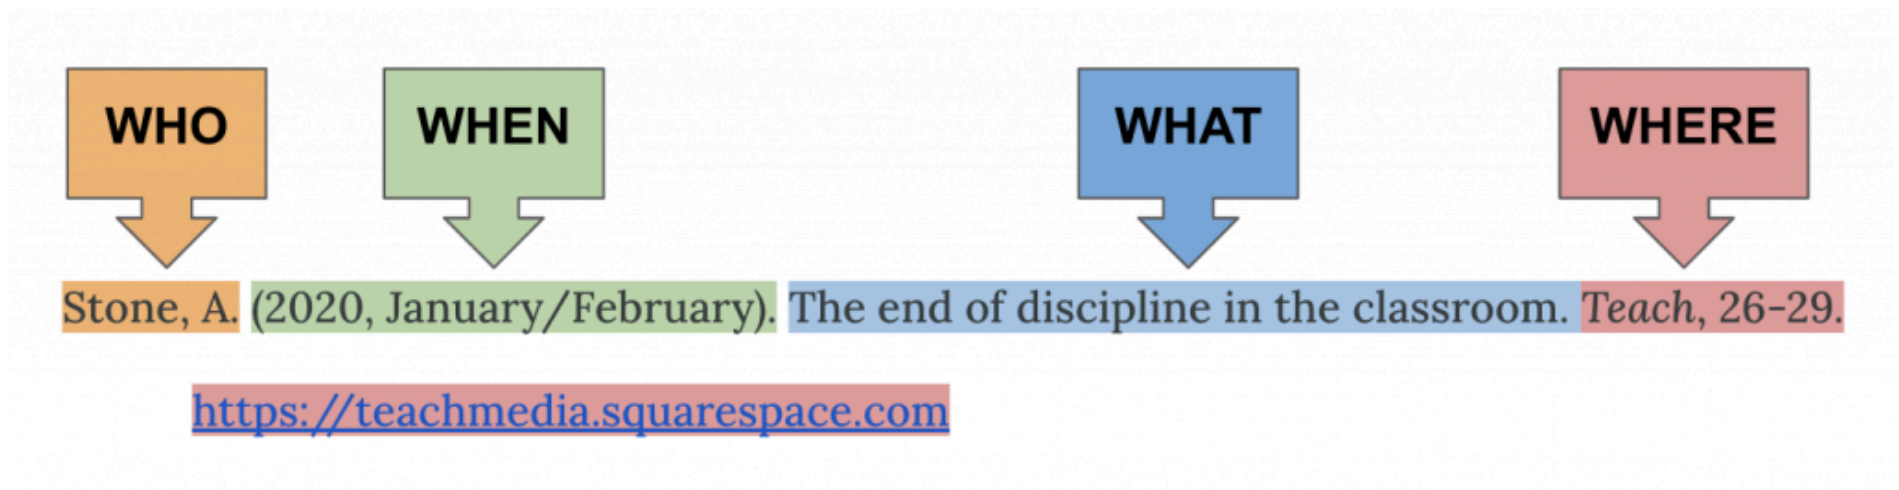 WHO WHEN WHAT WHERE
Stone, A. (2020, January/February). The end of discipline in the classroom. Teach, 26-29.
https://teachmedia.squarespace.com